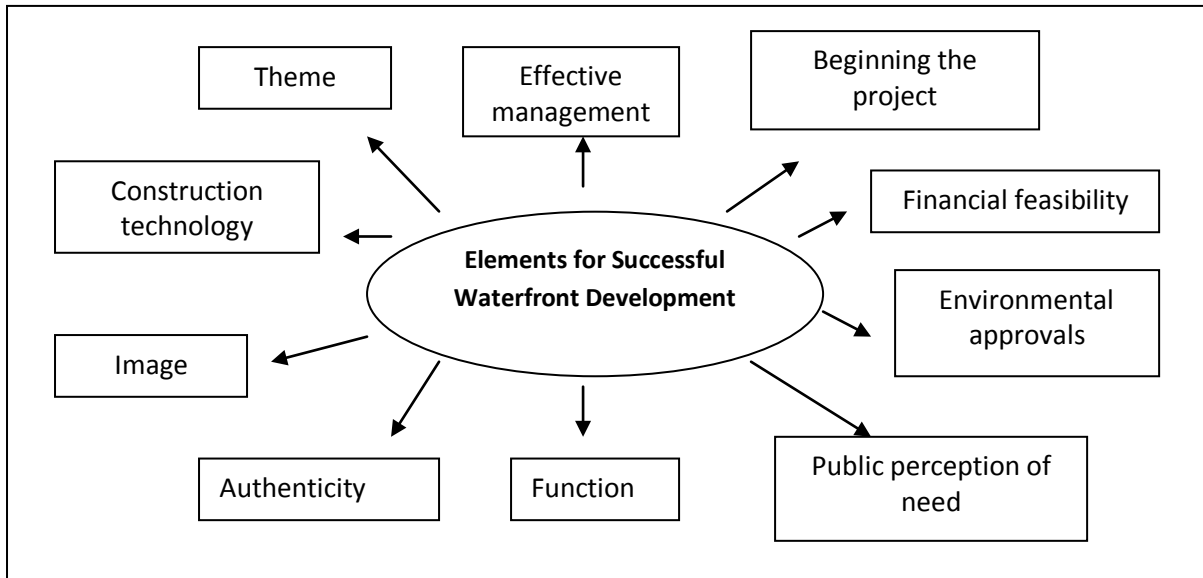 Theme
Effective
management
Beginning the
project
Construction
technology
Financial feasibility
Elements for Successful
Waterfront Development
Environmental
approvals
Image
Authenticity
Function
Public perception of
need